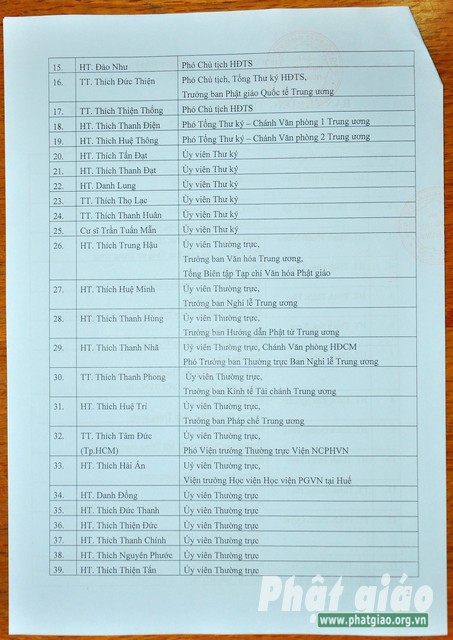 15. HT. Đào Như Phó Chủ tịch HĐTS
16. TT. Thích Đức Thiện Phó Chủ tịch, Tổng Thư ký HĐTS,
Trưởng ban Phật giáo Quốc tế Trung ương
17. TT. Thích Thiện Thống Phó Chủ tịch HĐTS
18. HT. Thích Thanh Điện Phó Tổng Thư ký – Chánh Văn phòng 1 Trung ương
19. HT. Thích Huệ Thông Phó Tổng Thư ký – Chánh Văn phòng 2 Trung ương
20. HT. Thích Tấn Đạt Ủy viên Thư ký
21. HT. Thích Thanh Đạt Ủy viên Thư ký
22. HT. Danh Lung Ủy viên Thư ký
23. TT. Thích Thọ Lạc Ủy viên Thư ký
24. TT. Thích Thanh Huân Ủy viên Thư ký
25. Cư sĩ Trần Tuấn Mẫn Ủy viên Thư ký
26. HT. Thích Trung Hậu Ủy viên Thường trực,
Trưởng ban Văn hóa Trung ương,
Tổng Biên tập Tạp chí Văn hóa Phật giáo
27. HT. Thích Huệ Minh Ủy viên Thường trực,
Trưởng ban Nghi lễ Trung ương
28. HT. Thích Thanh Hùng Ủy viên Thường trực,
Trưởng ban Hướng dẫn Phật tử Trung ương
29. HT. Thích Thanh Nhã Uỷ viên Thường trực, Chánh Văn phòng HĐCM
Phó Trưởng ban Thường trực Ban Nghi lễ Trung ương
30. TT. Thích Thanh Phong Ủy viên Thường trực,
Trưởng ban Kinh tế Tài chánh Trung ương
31. HT. Thích Huệ Trí Ủy viên Thường trực,
Trưởng ban Pháp chế Trung ương
32. TT. Thích Tâm Đức Ủy viên Thường trực,
(Tp.HCM) Phó Viện trưởng Thường trực Viện NCPHVN
33. HT. Thích Hải Ấn Uỷ viên Thường trực,
Viện trưởng Học viện Học viện PGVN tại Huế
34. HT. Danh Đổng Ủy viên Thường trực
35. HT. Thích Đức Thanh Ủy viên Thường trực
36. HT. Thích Thiện Đức Ủy viên Thường trực
37. HT. Thích Thanh Chính Ủy viên Thường trực
38. HT. Thích Nguyên Phước Ủy viên Thường trực
39. HT. Thích Thiện Tấn Ủy viên Thường trực
Phật giáo
www.phatgiao.org.vn